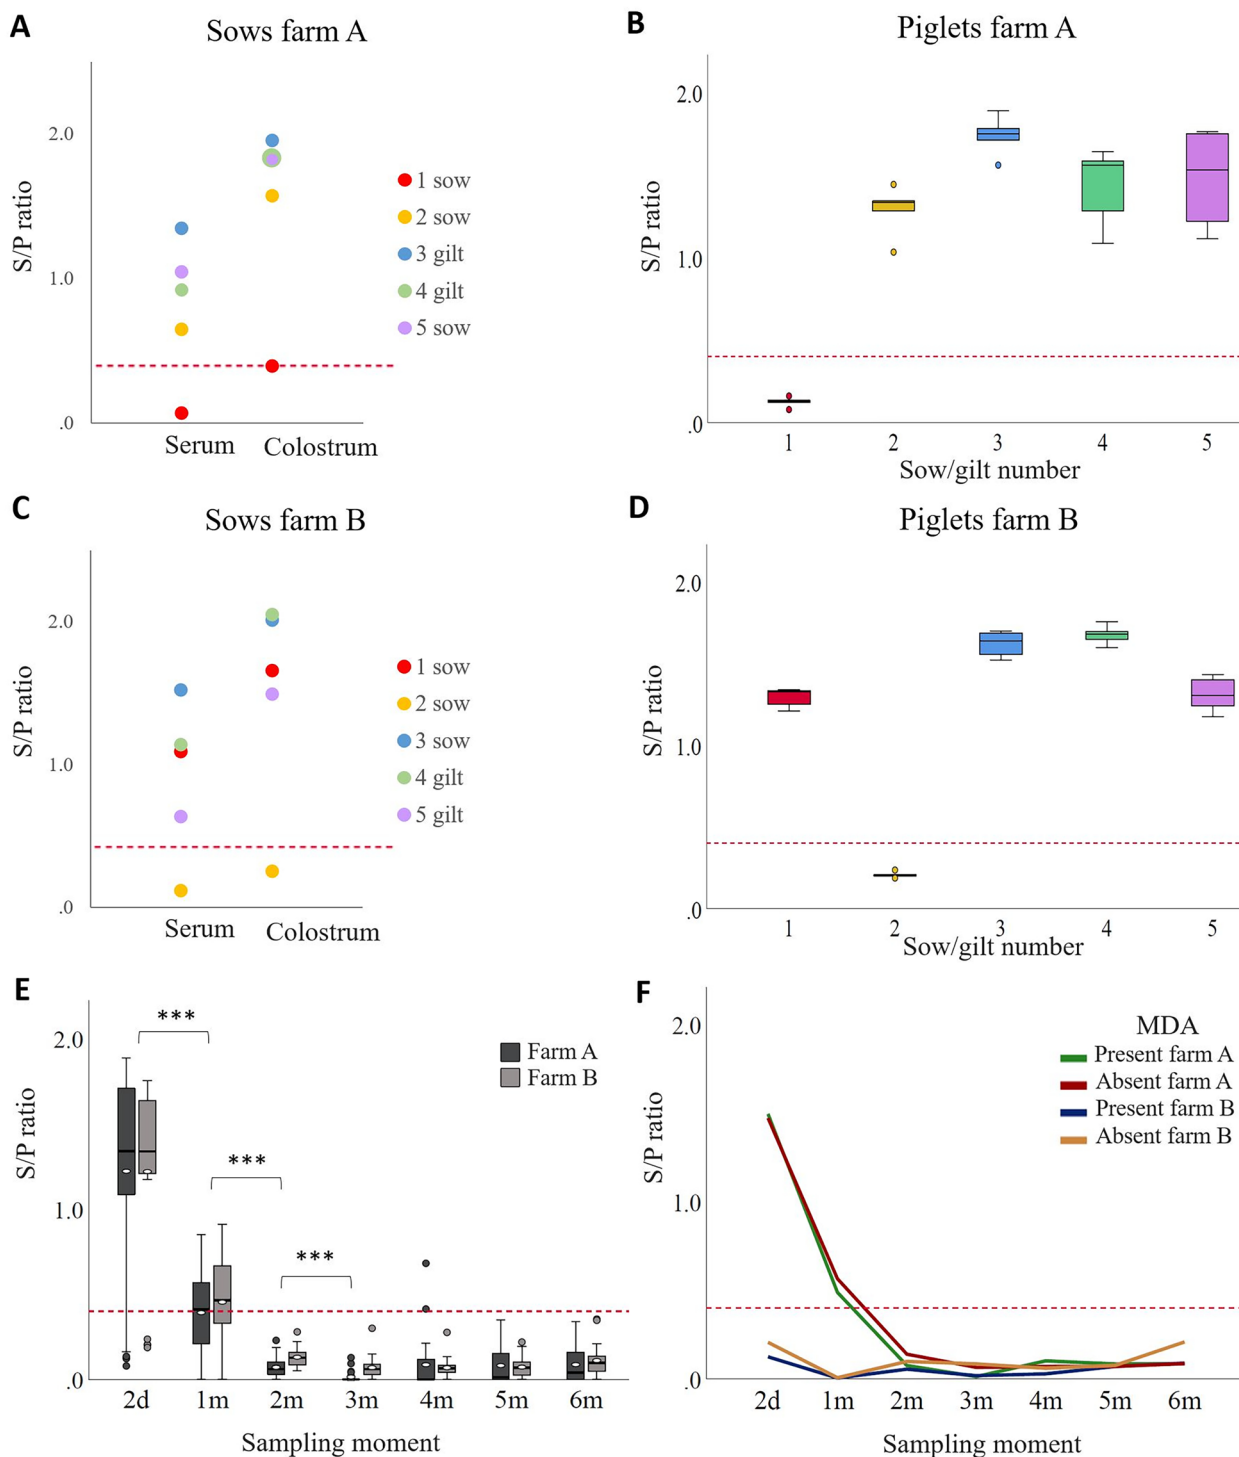 A
Sows farm A
S/P ratio
2.0
1.0
.0
Serum
Colostrum
1 sow
2 sow
3 gilt
4 gilt
5 sow
B
Piglets farm A
S/P ratio
2.0
1.0
.0
1 2 3 4 5
Sow/gilt number
C
Sows farm B
S/P ratio
2.0
1.0
.0
Serum
Colostrum
1 sow
2 sow
3 sow
4 gilt
5 gilt
D
Piglets farm B
S/P ratio
2.0
1.0
.0
1 2 3 4 5
Sow/gilt number
E
S/P ratio
2.0
1.0
.0
***
***
***
Farm A
Farm B
2d 1m 2m 3m 4m 5m 6m
Sampling moment
F
S/P ratio
2.0
1.0
.0
MDA
Present farm A
Absent farm A
Present farm B
Absent farm B
2d 1m 2m 3m 4m 5m 6m
Sampling moment